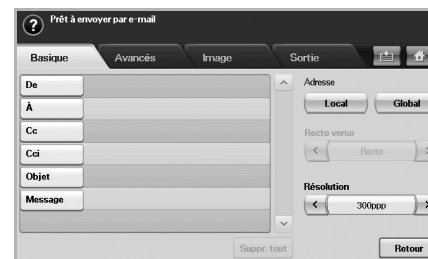 Prêt à envoyer par e-mail
Basique Avancés Image Sortie
De
À
Cc
Cci
Objet
Message
Suppr. tout
Adresse
Local Global
Recto verso
Recto
Résolution
300ppp
Retour